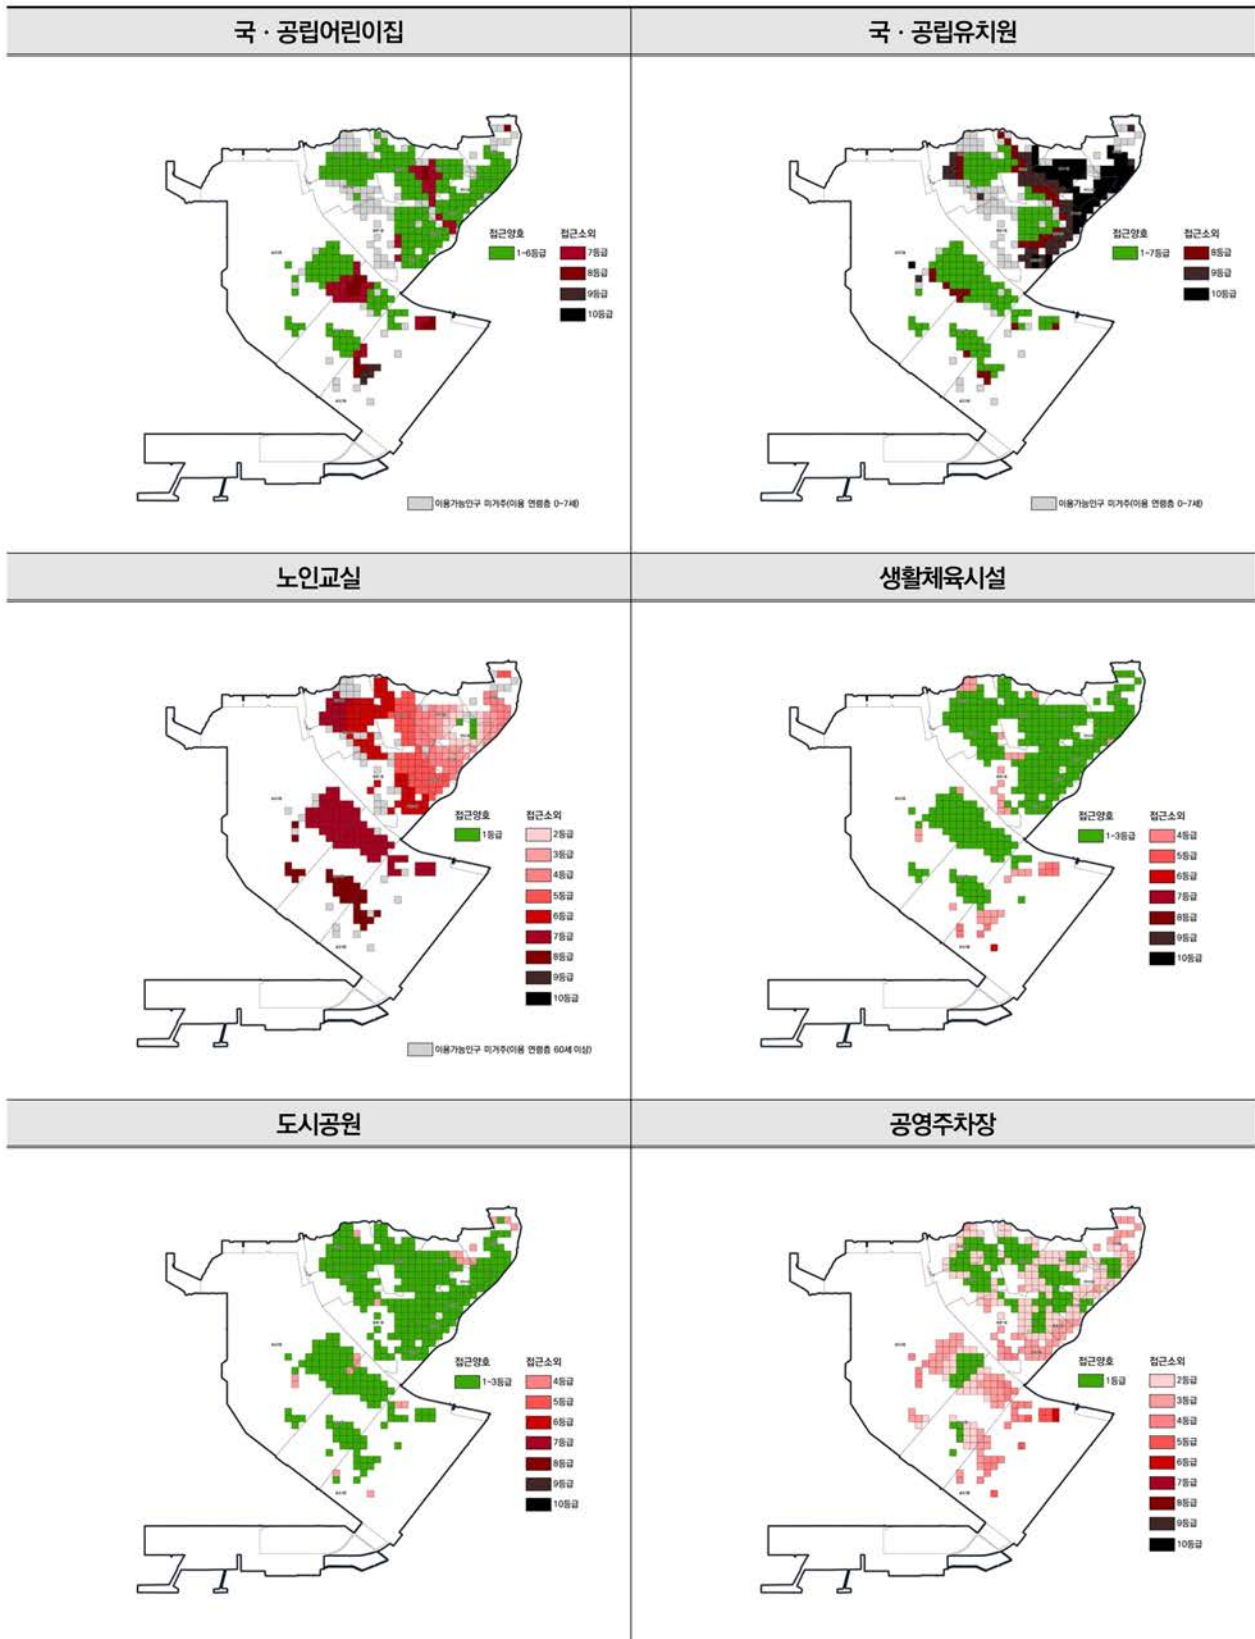 국 · 공립어린이집
국 · 공립유치원
접근양호
접근소외
1-6등급
7등급
8등급
9등급
10등급
이용가능인구 미거주(이용 연령층 0-7세)
접근양호
접근소외
1-7등급
8등급
9등급
10등급
이용가능인구 미거주(이용 연령층 0-7세)
노인교실
생활체육시설
접근양호
접근소외
1등급
2등급
3등급
4등급
5등급
6등급
7등급
8등급
9등급
10등급
이용가능인구 미거주(이용 연령층 60세 이상)
접근양호
접근소외
1-3등급
4등급
5등급
6등급
7등급
8등급
9등급
10등급
도시공원
공영주차장
접근양호
접근소외
1-3등급
4등급
5등급
6등급
7등급
8등급
9등급
10등급
접근양호
접근소외
1등급
2등급
3등급
4등급
5등급
6등급
7등급
8등급
9등급
10등급